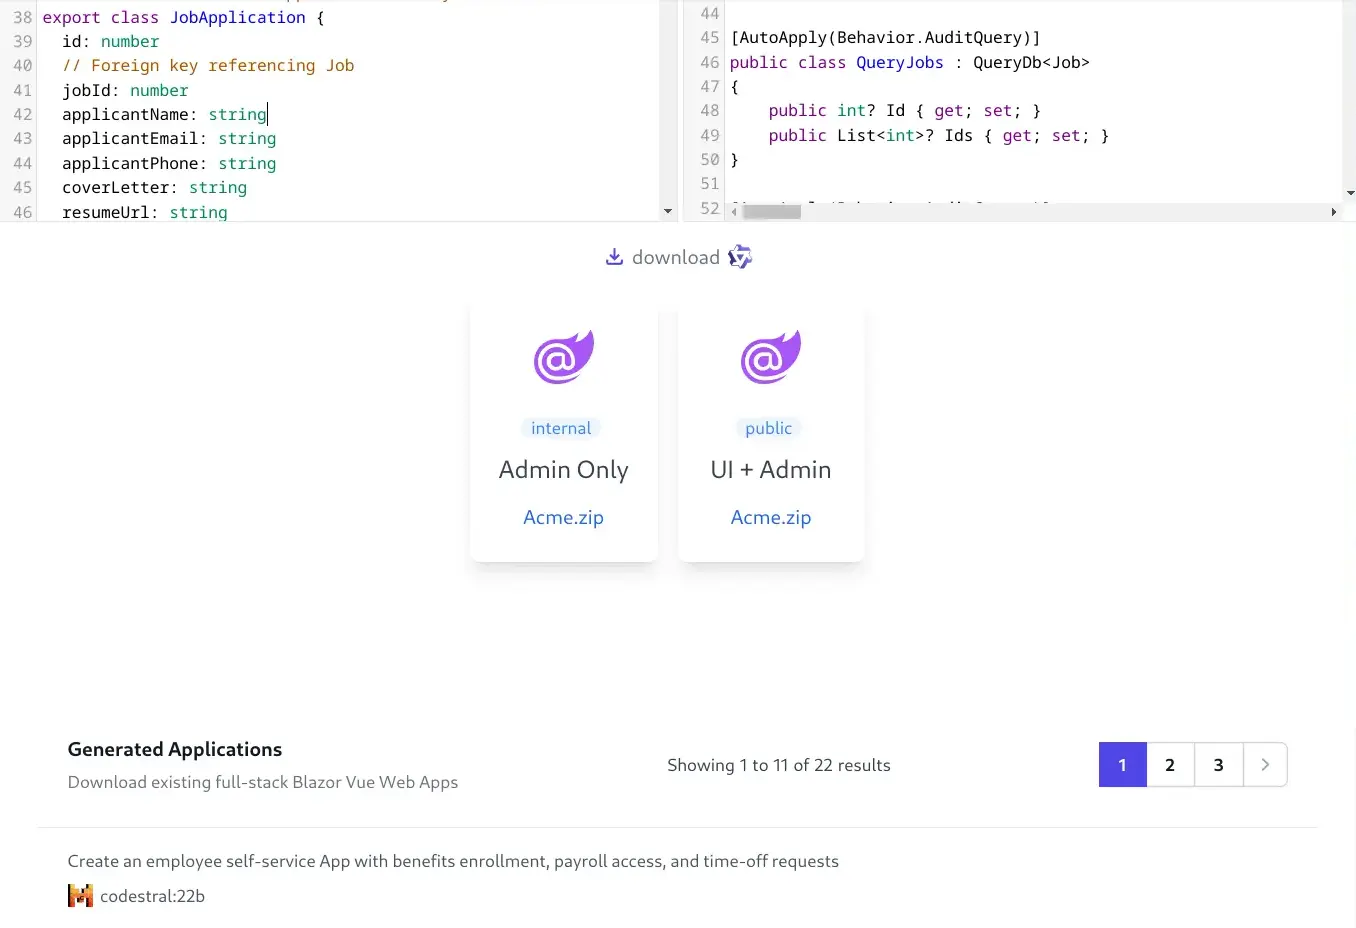 38 export class JobApplication {
39 id: number
40 // Foreign key referencing Job
41 jobId: number
42 applicantName: string
43 applicantEmail: string
44 applicantPhone: string
45 coverLetter: string
46 resumeUrl: string
44
45 [AutoApply(Behavior.AuditQuery)]
46 public class QueryJobs : QueryDb<Job>
47 {
48 public int? Id { get; set; }
49 public List<int>? Ids { get; set; }
50 }
51
52
download
internal
Admin Only
Acme.zip
public
UI + Admin
Acme.zip
Generated Applications
Download existing full-stack Blazor Vue Web Apps
Showing 1 to 11 of 22 results
1 2 3
Create an employee self-service App with benefits enrollment, payroll access, and time-off requests
codestral:22b